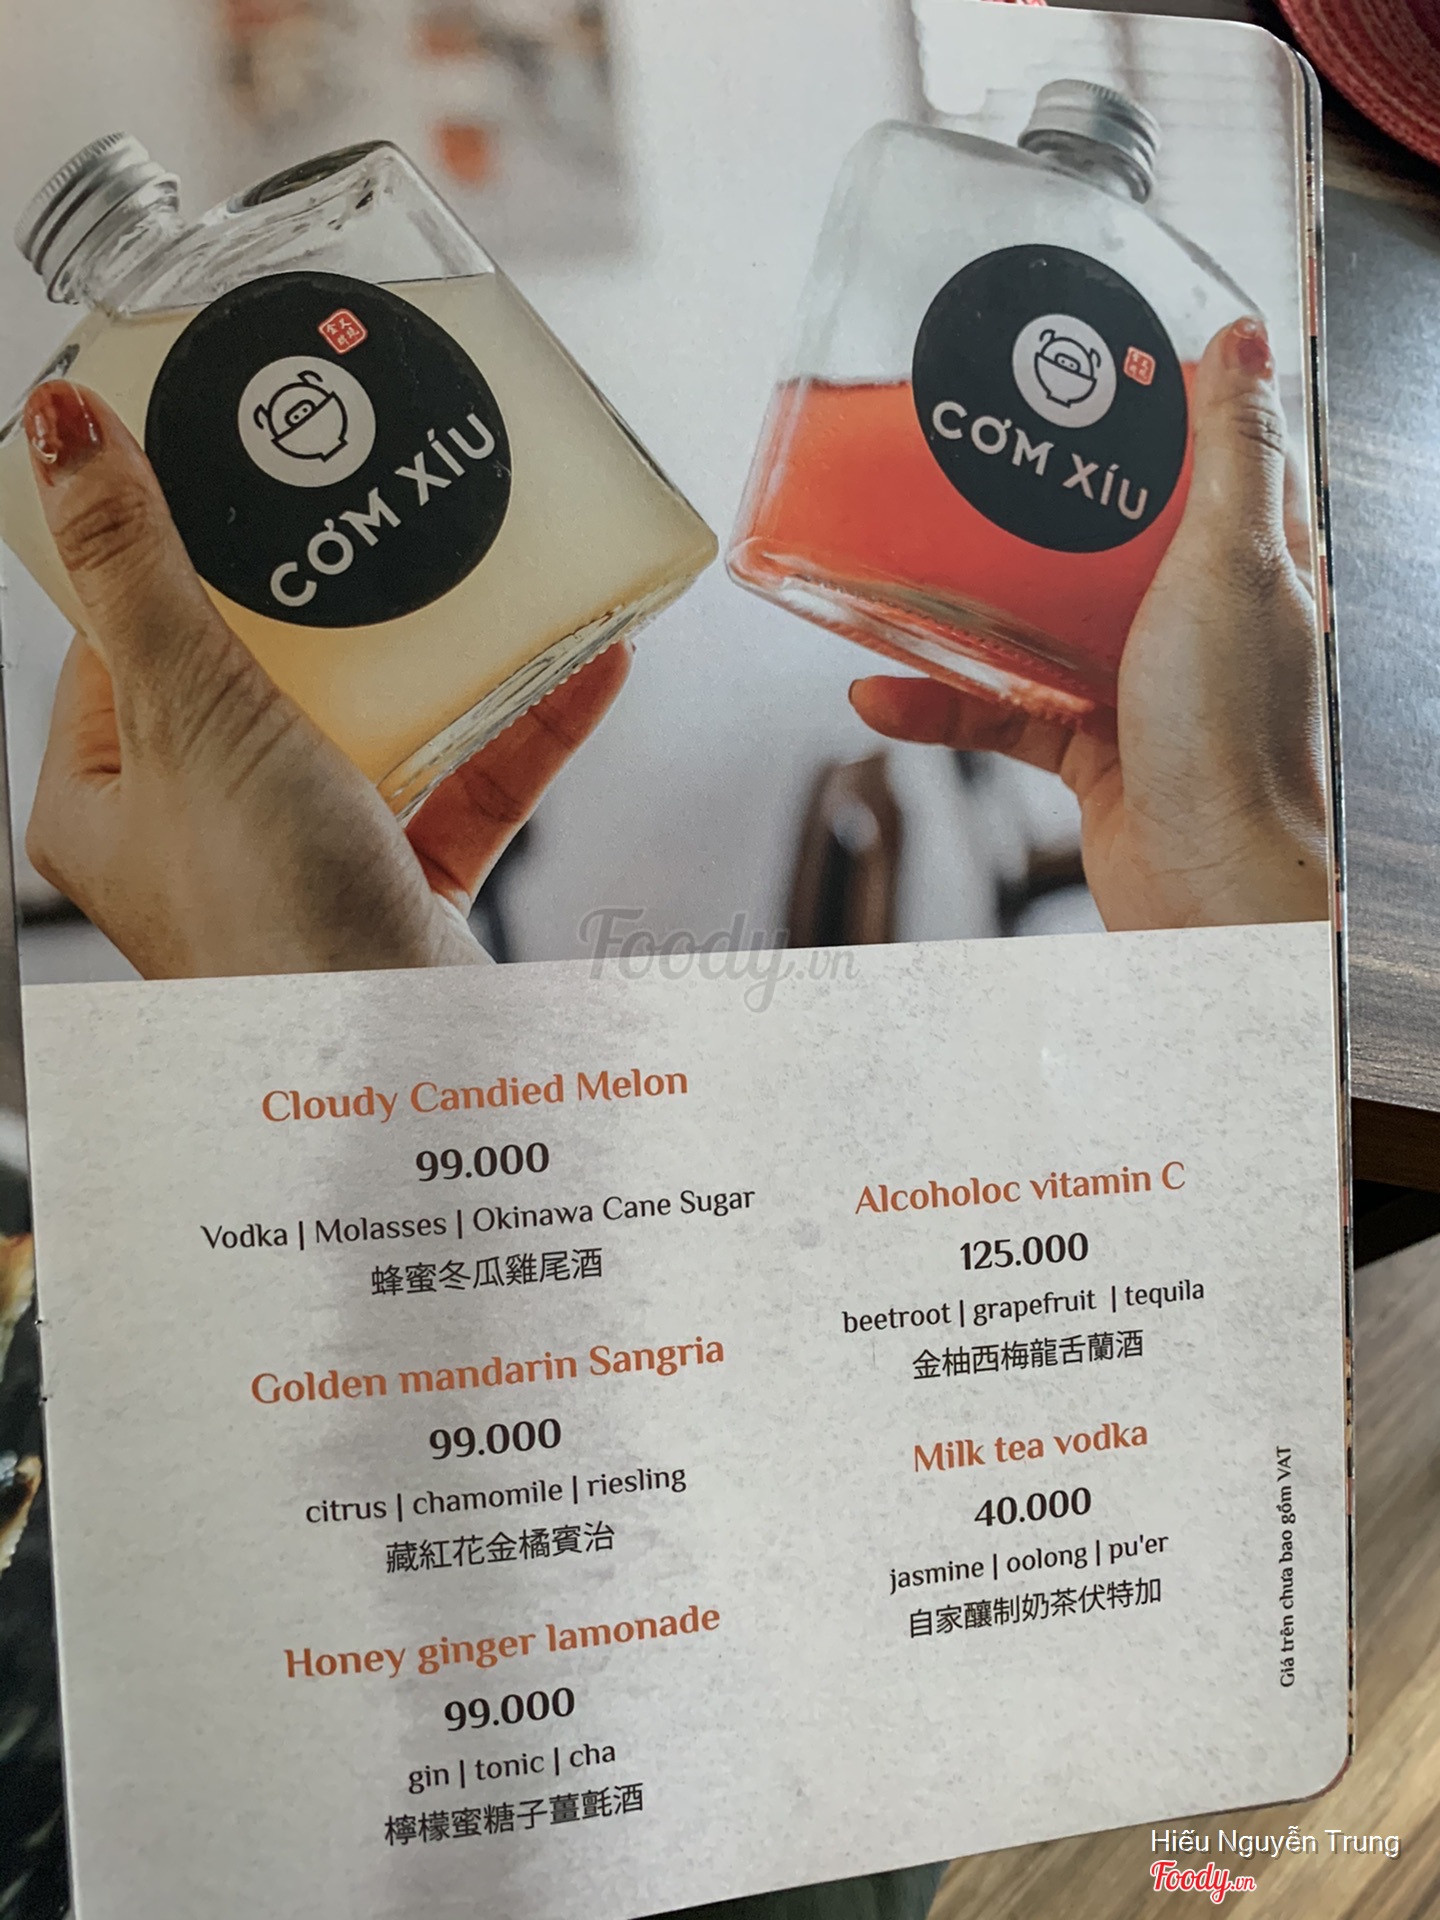 CƠM XÍU
CƠM XÍU
Foody.vn
Cloudy Candied Melon
99.000
Vodka | Molasses | Okinawa Cane Sugar
蜂蜜冬瓜雞尾酒
Golden mandarin Sangria
99.000
citrus | chamomile | riesling
藏紅花金橘賓治
Honey ginger lamonade
99.000
gin | tonic | cha
檸檬蜜糖子薑氈酒
Alcoholoc vitamin C
125.000
beetroot | grapefruit | tequila
金柚西梅龍舌蘭酒
Milk tea vodka
40.000
jasmine | oolong | pu'er
自家釀制奶茶伏特加
Giá trên chưa bao gồm VAT
Hiếu Nguyễn Trung
Foody.vn